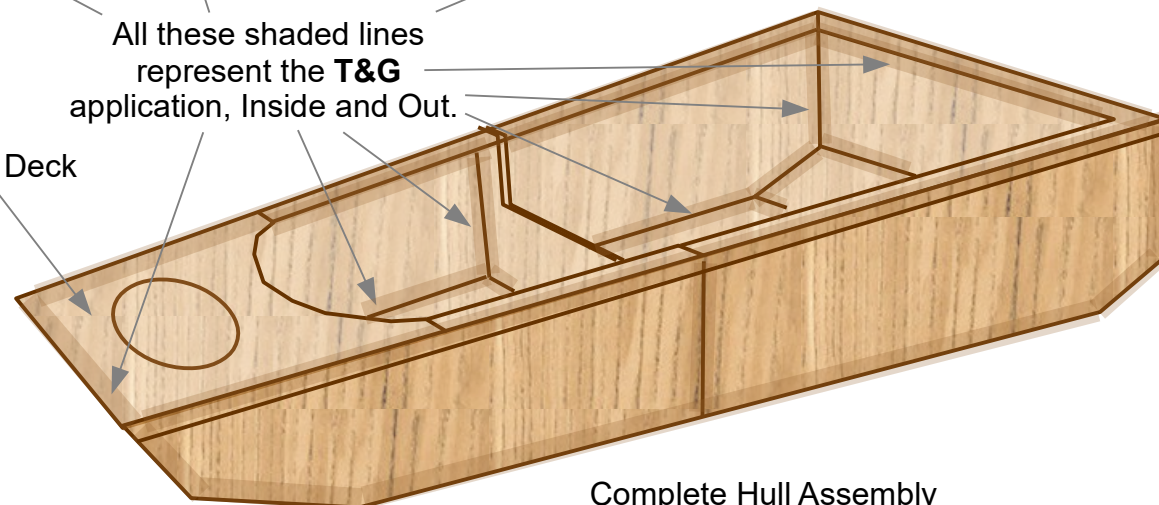 All these shaded lines
represent the T&G
application, Inside and Out.
Deck
Complete Hull Assembly